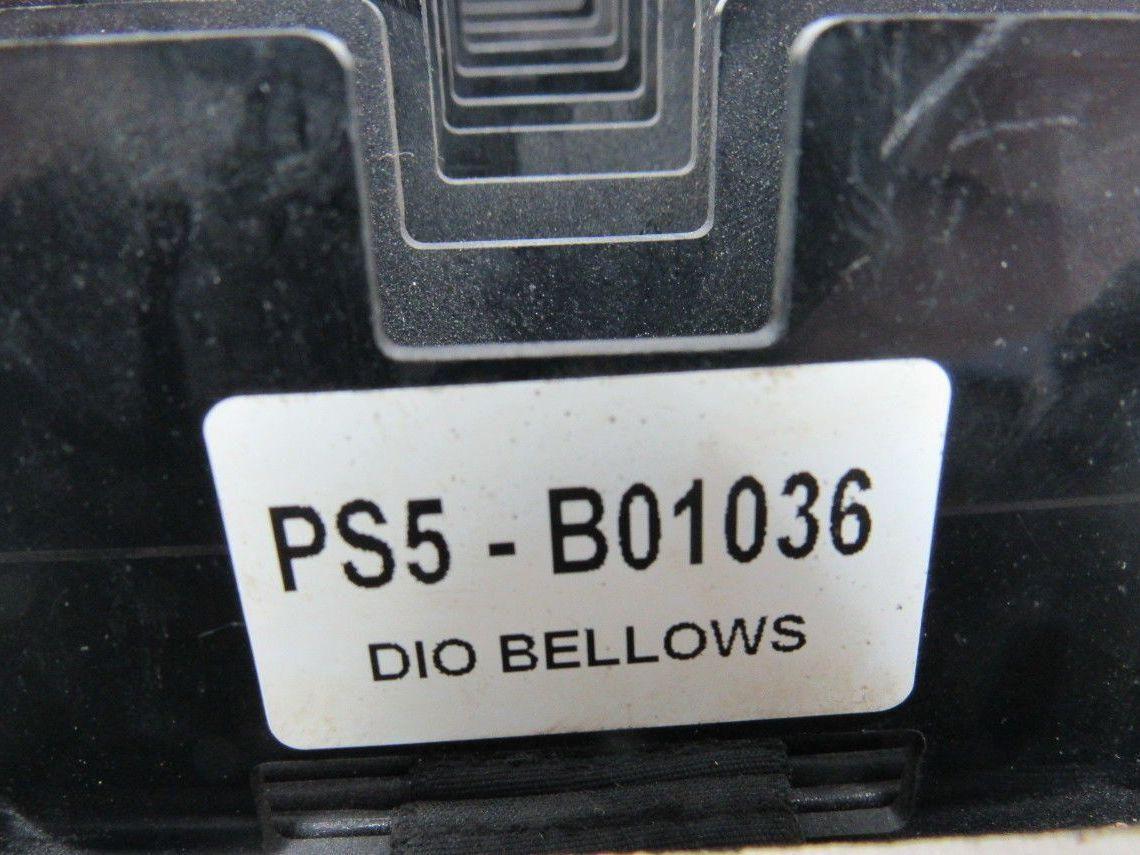 PS5 - B01036
DIO BELLOWS